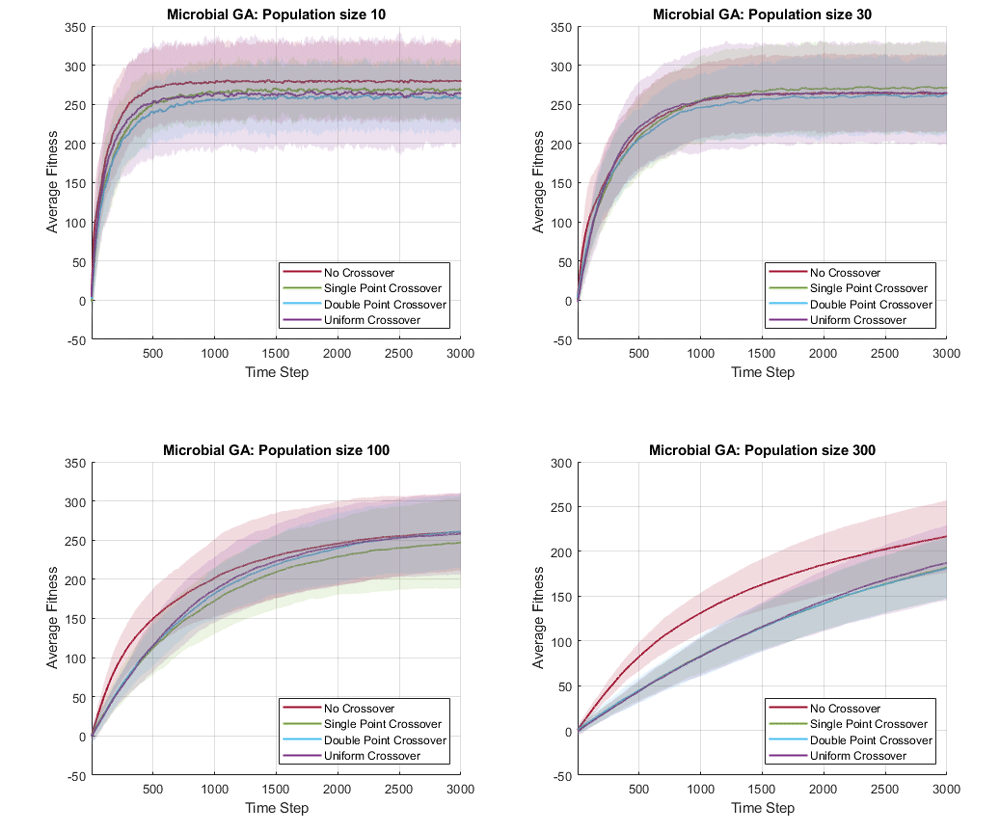 Microbial GA: Population size 10
350
300
250
200
150
100
50
0
-50
Average Fitness
500 1000 1500 2000 2500 3000
Time Step
No Crossover
Single Point Crossover
Double Point Crossover
Uniform Crossover
Microbial GA: Population size 30
350
300
250
200
150
100
50
0
-50
Average Fitness
500 1000 1500 2000 2500 3000
Time Step
No Crossover
Single Point Crossover
Double Point Crossover
Uniform Crossover
Microbial GA: Population size 100
350
300
250
200
150
100
50
0
-50
Average Fitness
500 1000 1500 2000 2500 3000
Time Step
No Crossover
Single Point Crossover
Double Point Crossover
Uniform Crossover
Microbial GA: Population size 300
300
250
200
150
100
50
0
-50
Average Fitness
500 1000 1500 2000 2500 3000
Time Step
No Crossover
Single Point Crossover
Double Point Crossover
Uniform Crossover